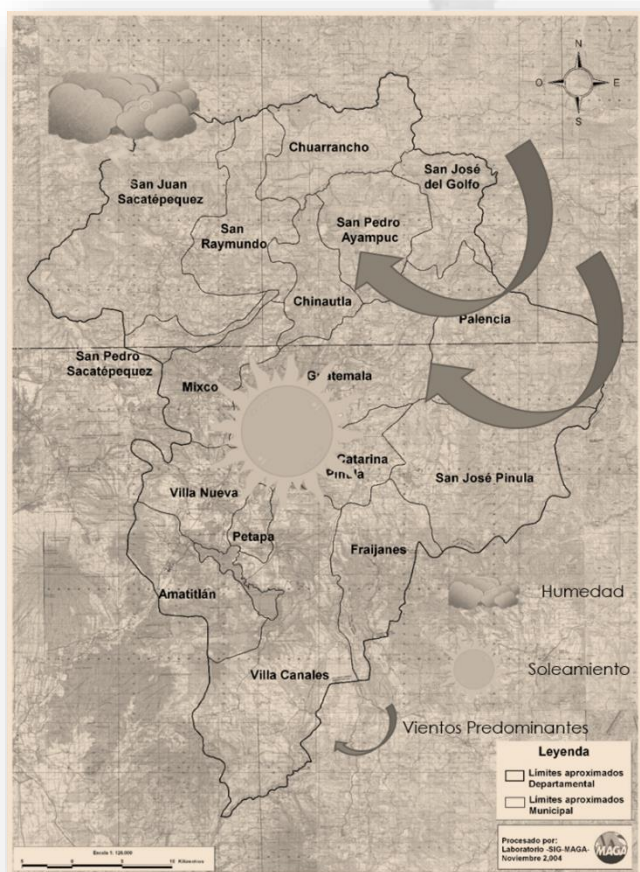 N
O
E
S
Chuarrancho
San José
del Golfo
San Juan
Sacatépequez
San
Raymundo
San Pedro
Ayampuc
Chinautla
Palencia
San Pedro
Sacatépequez
Mixco
Catarina
San José Pinula
Villa Nueva
Petapa
Fraijanes
Amatitlán
Humedad
Soleamiento
Villa Canales
Vientos Predominantes
Leyenda
Límites aproximados
Departamental
Límites aproximados
Municipal
Procesado por:
Laboratorio -SIG-MAGA-
Noviembre 2,004
MAGA